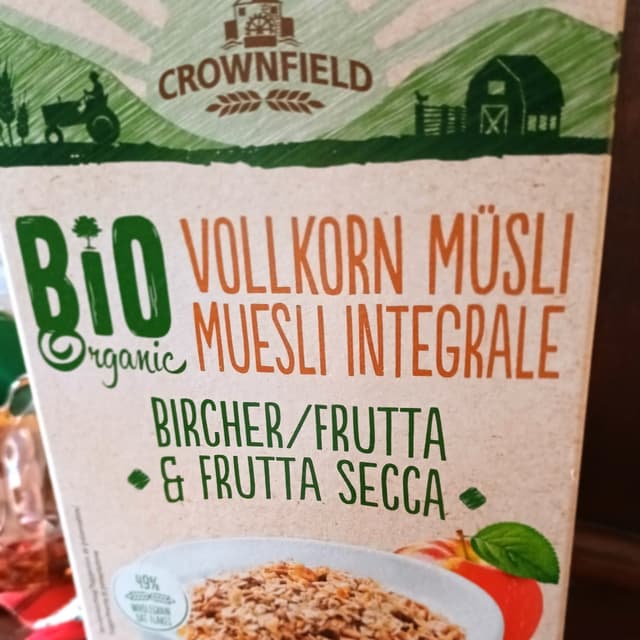 CROWNFIELD
BiO
Organic
VOLLKORN MÜSLI
MUESLI INTEGRALE
BIRCHER/FRUTTA
& FRUTTA SECCA
49%